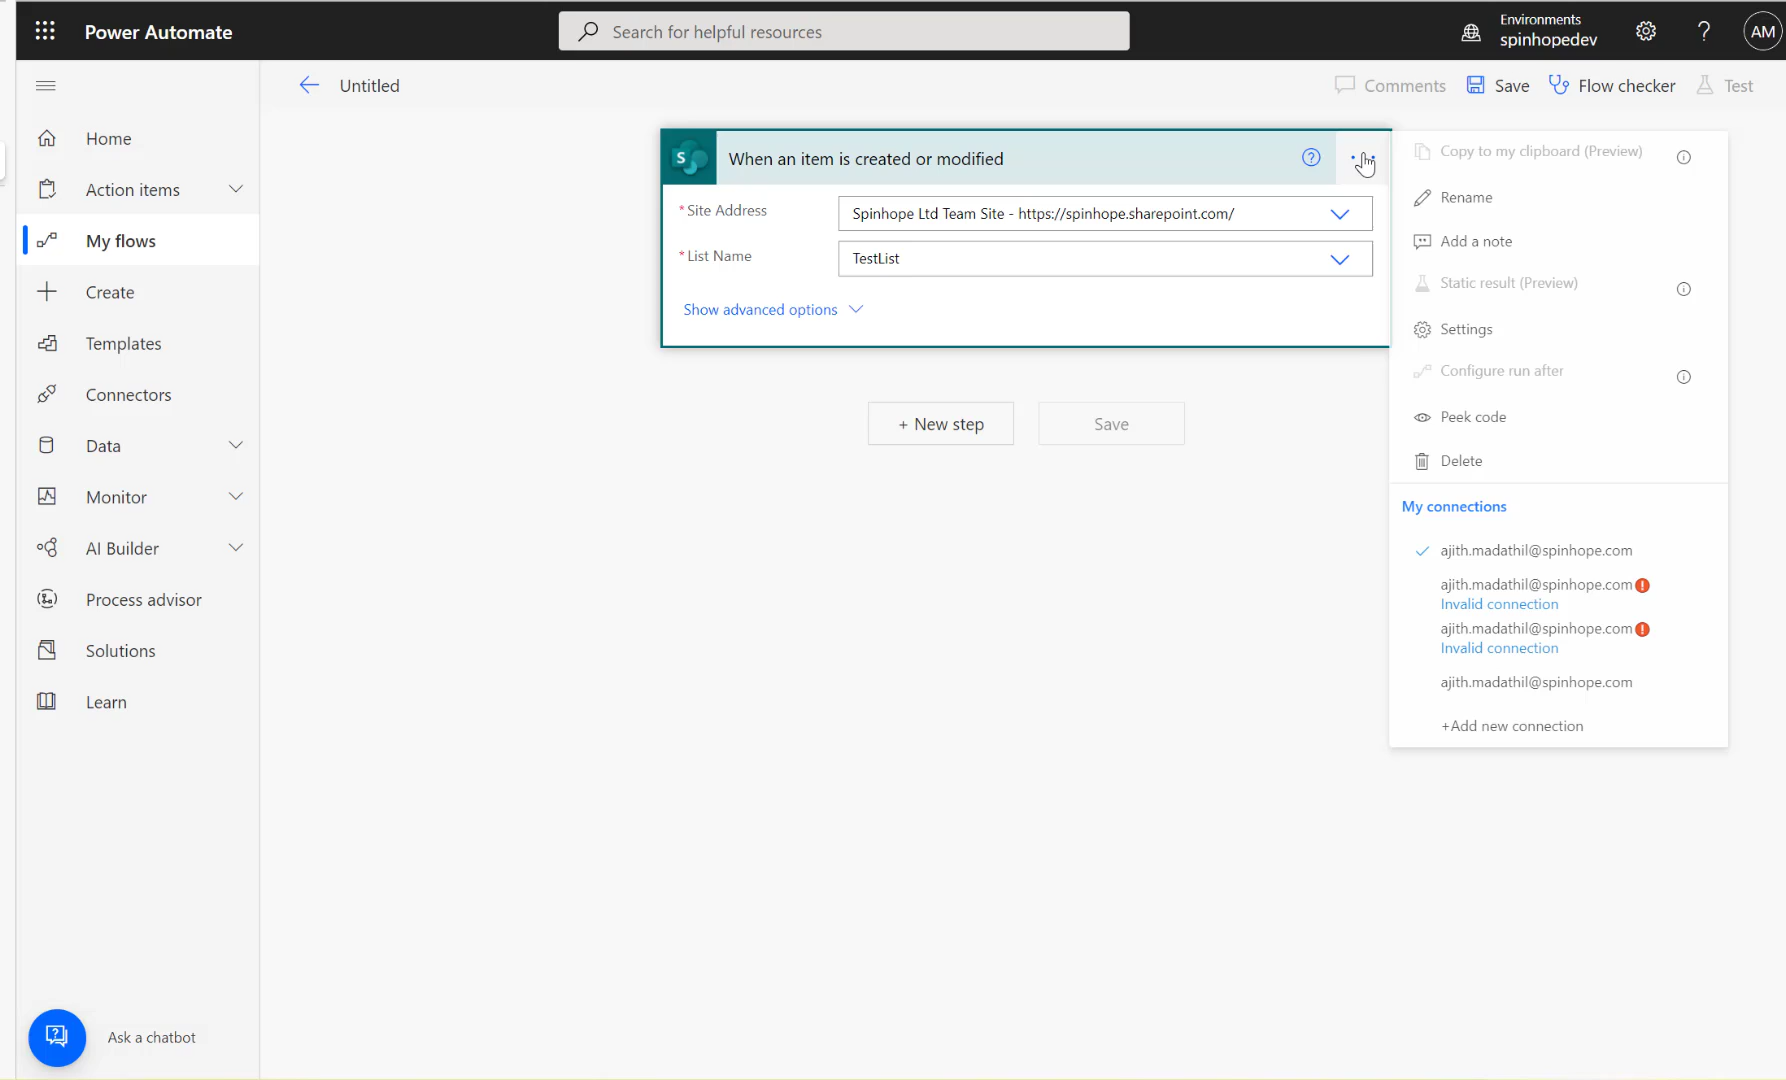 Power Automate
Search for helpful resources
Environments
spinhopedev
?
AM
Untitled
Comments
Save
Flow checker
Test
Home
Action items
My flows
Create
Templates
Connectors
Data
Monitor
AI Builder
Process advisor
Solutions
Learn
Ask a chatbot
S
When an item is created or modified
?
* Site Address
Spinhope Ltd Team Site - https://spinhope.sharepoint.com/
* List Name
TestList
Show advanced options
+ New step
Save
Copy to my clipboard (Preview)
Rename
Add a note
Static result (Preview)
Settings
Configure run after
Peek code
Delete
My connections
ajith.madathil@spinhope.com
ajith.madathil@spinhope.com
Invalid connection
ajith.madathil@spinhope.com
Invalid connection
ajith.madathil@spinhope.com
+Add new connection